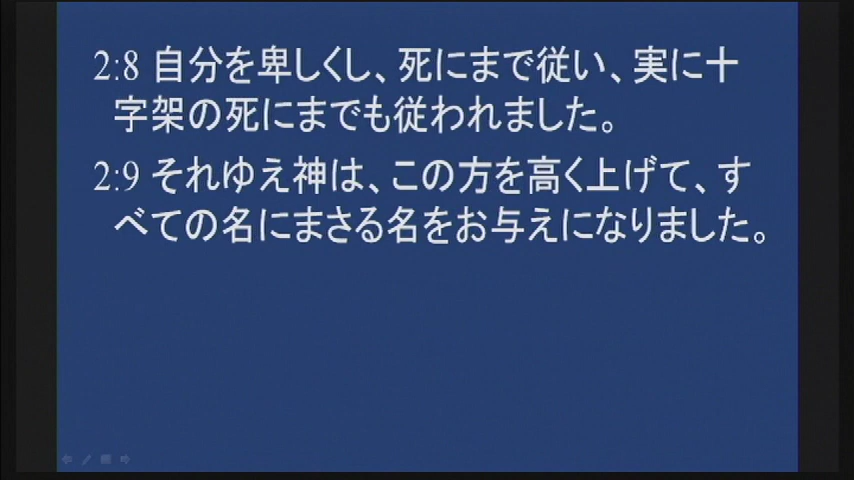 2:8 自分を卑しくし、死にまで従い、実に十
字架の死にまでも従われました。
2:9 それゆえ神は、この方を高く上げて、す
べての名にまさる名をお与えになりました。